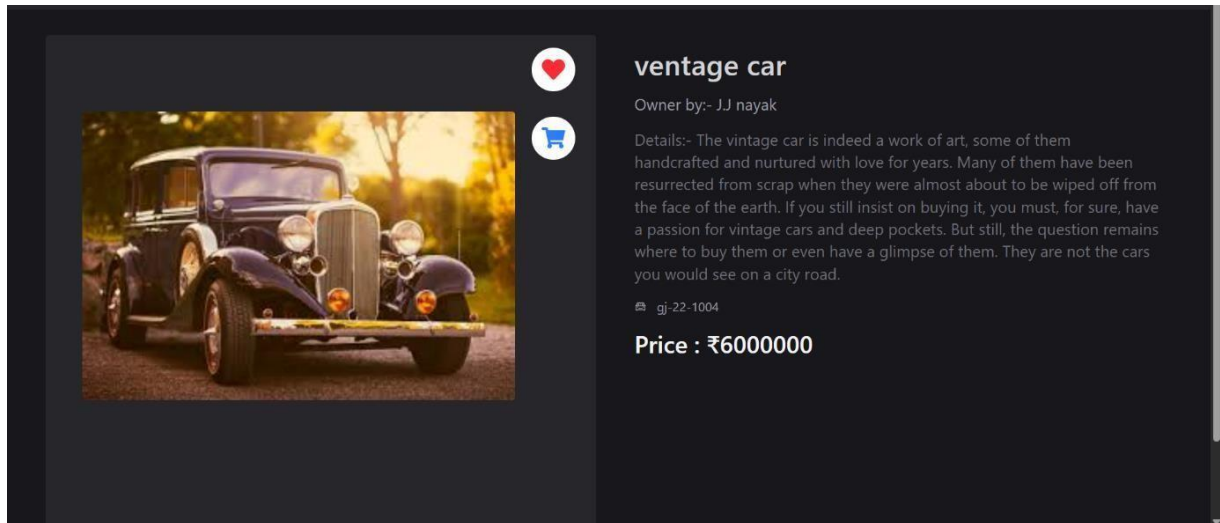 ventage car
Owner by:- J.J nayak
Details:- The vintage car is indeed a work of art, some of them
handcrafted and nurtured with love for years. Many of them have been
resurrected from scrap when they were almost about to be wiped off from
the face of the earth. If you still insist on buying it, you must, for sure, have
a passion for vintage cars and deep pockets. But still, the question remains
where to buy them or even have a glimpse of them. They are not the cars
you would see on a city road.
gj-22-1004
Price : ₹6000000